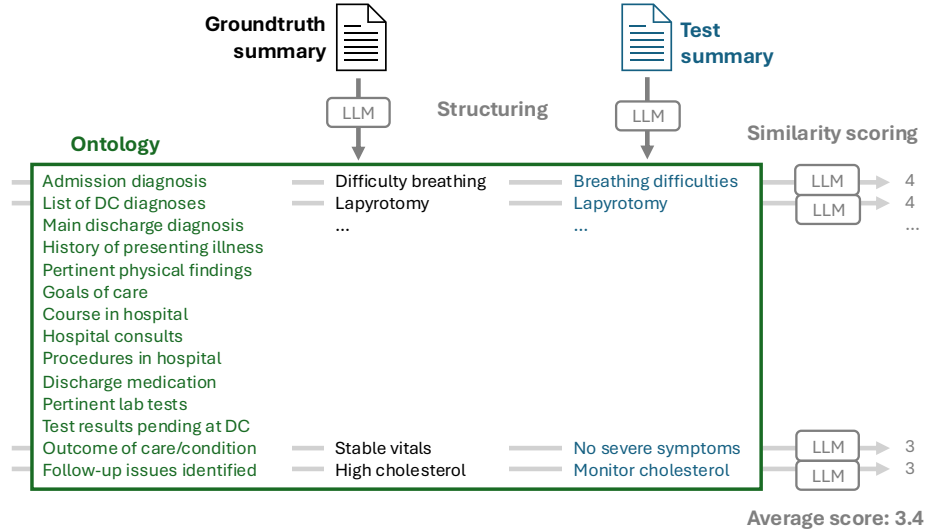 Groundtruth
summary
Test
summary
LLM
Structuring
LLM
Similarity scoring
Ontology
Admission diagnosis Difficulty breathing Breathing difficulties LLM 4
List of DC diagnoses Lapyrotomy Lapyrotomy LLM 4
Main discharge diagnosis ... ... ...
History of presenting illness
Pertinent physical findings
Goals of care
Course in hospital
Hospital consults
Procedures in hospital
Discharge medication
Pertinent lab tests
Test results pending at DC
Outcome of care/condition Stable vitals No severe symptoms LLM 3
Follow-up issues identified High cholesterol Monitor cholesterol LLM 3
Average score: 3.4